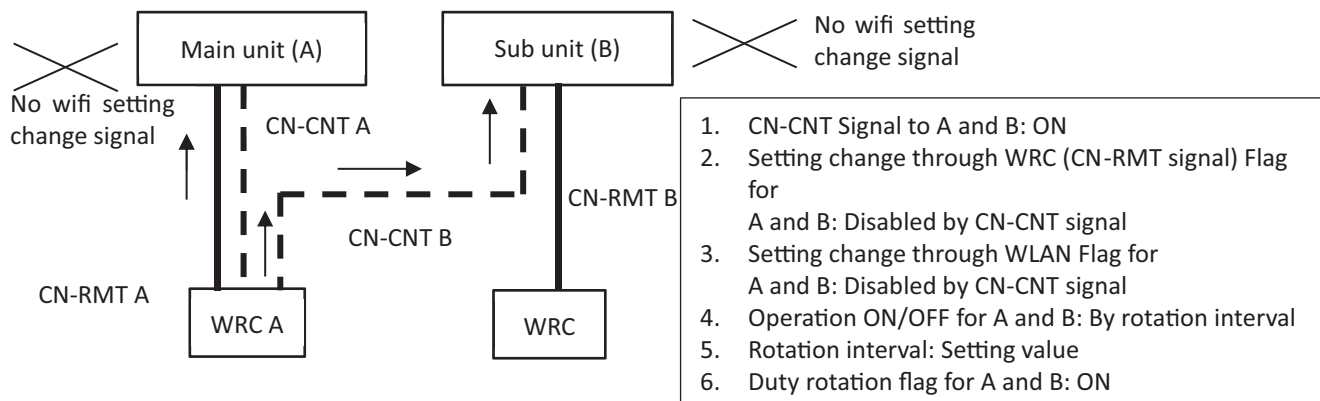 Main unit (A)
Sub unit (B)
No wifi setting
change signal
No wifi setting
change signal
CN-CNT A
CN-RMT B
CN-CNT B
CN-RMT A
WRC A
WRC
1. CN-CNT Signal to A and B: ON
2. Setting change through WRC (CN-RMT signal) Flag
for
A and B: Disabled by CN-CNT signal
3. Setting change through WLAN Flag for
A and B: Disabled by CN-CNT signal
4. Operation ON/OFF for A and B: By rotation interval
5. Rotation interval: Setting value
6. Duty rotation flag for A and B: ON